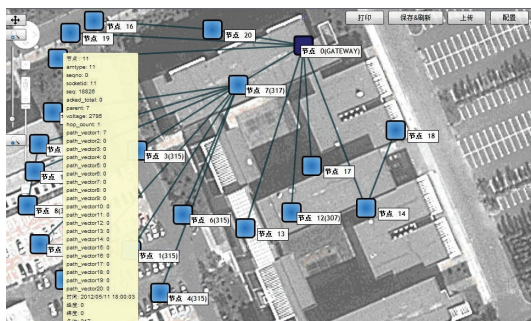 打印
保存&刷新
上传
配置
节点 16
节点 19
节点 20
节点 0(GATEWAY)
节点 7(317)
节点 18
节点 3(315)
节点 17
节点 8(3
节点 6(315)
节点 12(307)
节点 14
节点 13
节点 1(315)
节点 4(315)
节点: 11
amtype: 11
seqno: 0
socketid: 11
seq: 18826
acked_total: 0
parent: 7
voltage: 2795
hop_count: 1
path_vector1: 7
path_vector2: 0
path_vector3: 0
path_vector4: 0
path_vector5: 0
path_vector6: 0
path_vector7: 0
path_vector8: 0
path_vector9: 0
path_vector10: 0
path_vector11: 0
path_vector12: 0
path_vector13: 0
path_vector14: 0
path_vector15: 0
path_vector16: 0
path_vector17: 0
path_vector18: 0
path_vector19: 0
path_vector20: 0
时间: 2012/05/11 18:00:03
经度: 0
纬度: 0